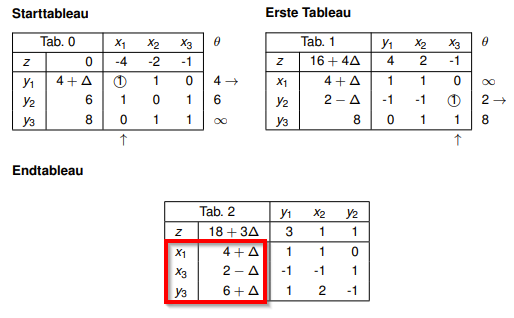 Starttableau
Tab. 0 x₁ x₂ x₃ θ
z 0 -4 -2 -1
y₁ 4 + Δ ① 1 0 4 →
y₂ 6 1 0 1 6
y₃ 8 0 1 1 ∞
↑
Erste Tableau
Tab. 1 y₁ x₂ x₃ θ
z 16 + 4Δ 4 2 -1
x₁ 4 + Δ 1 1 0 ∞
y₂ 2 − Δ -1 -1 ① 2 →
y₃ 8 0 1 1 8
↑
Endtableau
Tab. 2 y₁ x₂ y₂
z 18 + 3Δ 3 1 1
x₁ 4 + Δ 1 1 0
x₃ 2 − Δ -1 -1 1
y₃ 6 + Δ 1 2 -1